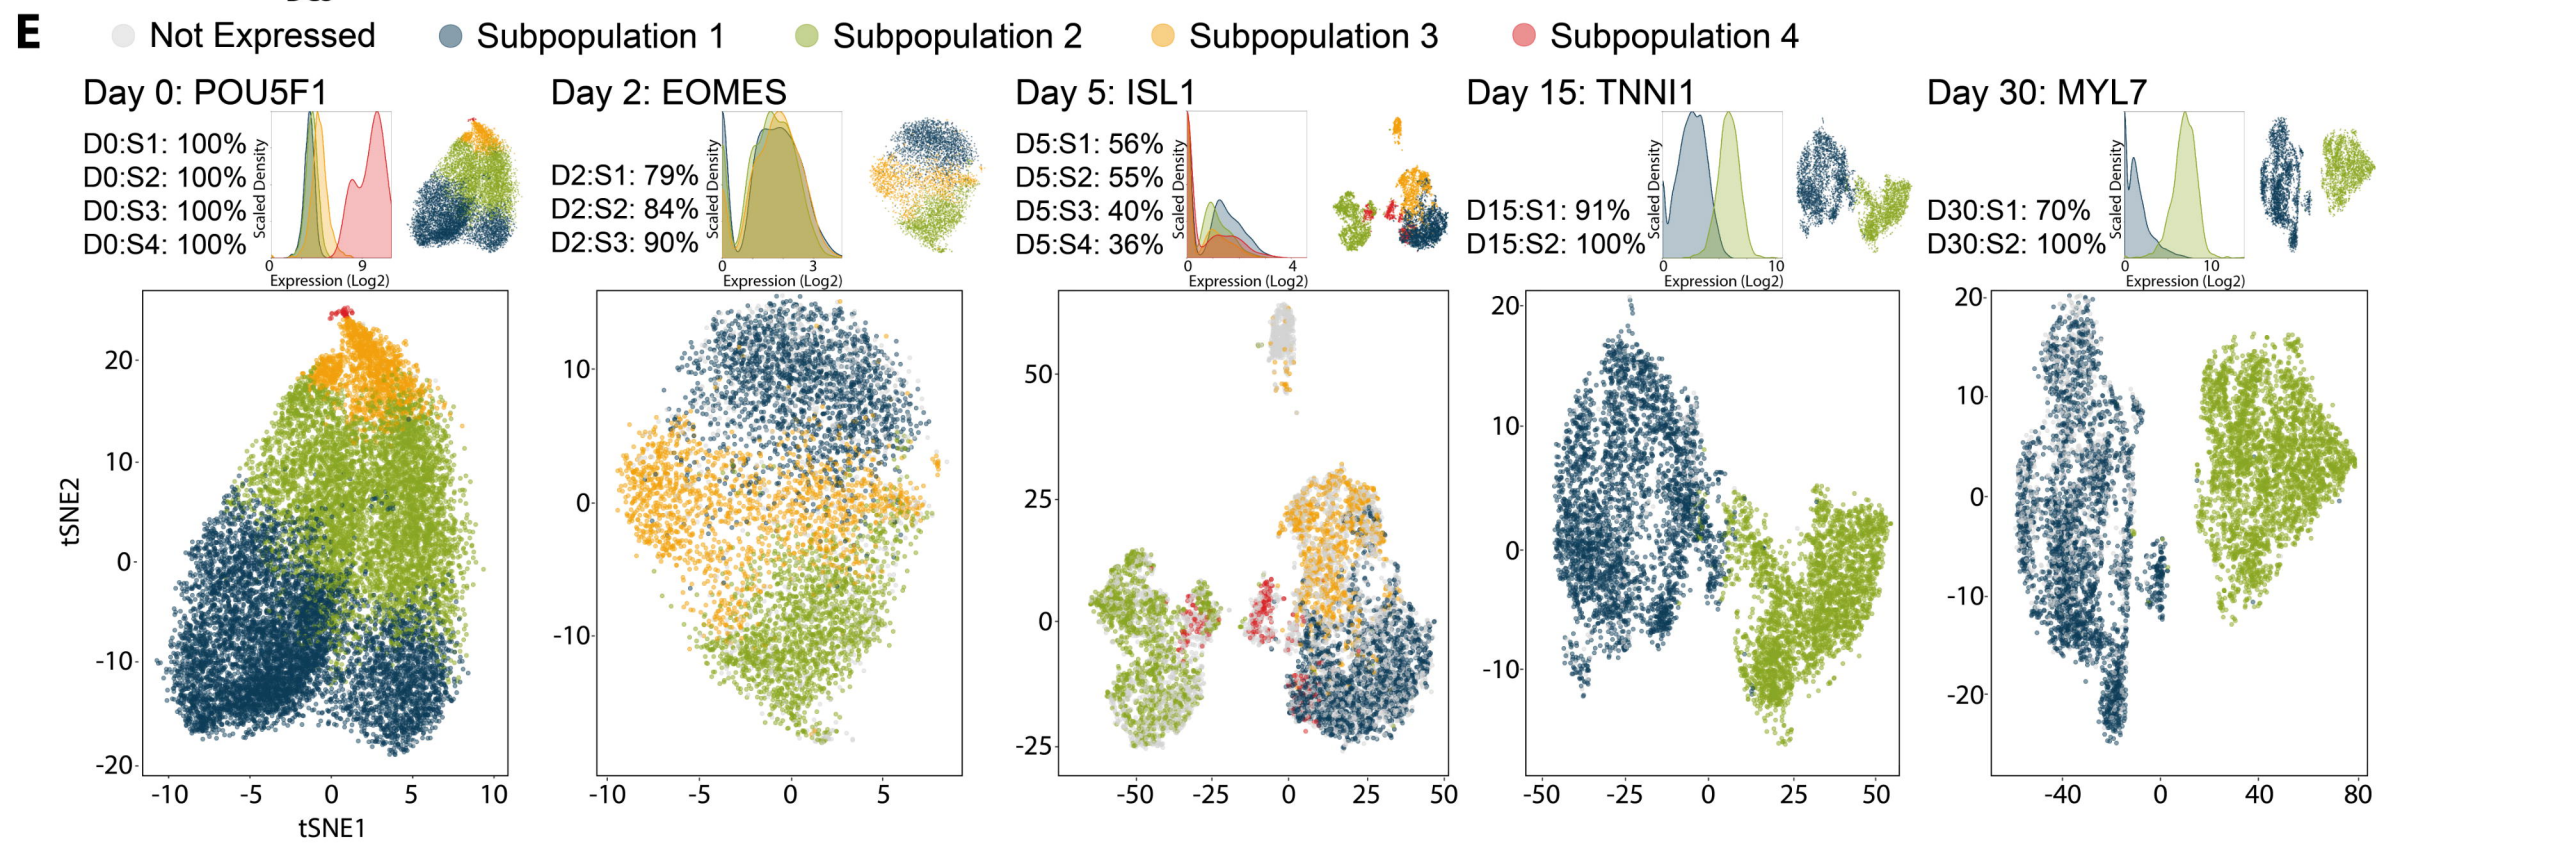 E
Not Expressed
Subpopulation 1
Subpopulation 2
Subpopulation 3
Subpopulation 4
Day 0: POU5F1
D0:S1: 100%
D0:S2: 100%
D0:S3: 100%
D0:S4: 100%
Scaled Density
0 9
Expression (Log2)
Day 2: EOMES
D2:S1: 79%
D2:S2: 84%
D2:S3: 90%
Scaled Density
0 3
Expression (Log2)
Day 5: ISL1
D5:S1: 56%
D5:S2: 55%
D5:S3: 40%
D5:S4: 36%
Scaled Density
0 4
Expression (Log2)
Day 15: TNNI1
D15:S1: 91%
D15:S2: 100%
Scaled Density
0 10
Expression (Log2)
Day 30: MYL7
D30:S1: 70%
D30:S2: 100%
Scaled Density
0 10
Expression (Log2)
tSNE2
20
10
0
-10
-20
-10 -5 0 5 10
tSNE1
10
0
-10
-10 -5 0 5
50
25
0
-25
-50 -25 0 25 50
20
10
0
-10
-50 -25 0 25 50
20
10
0
-10
-20
-40 0 40 80